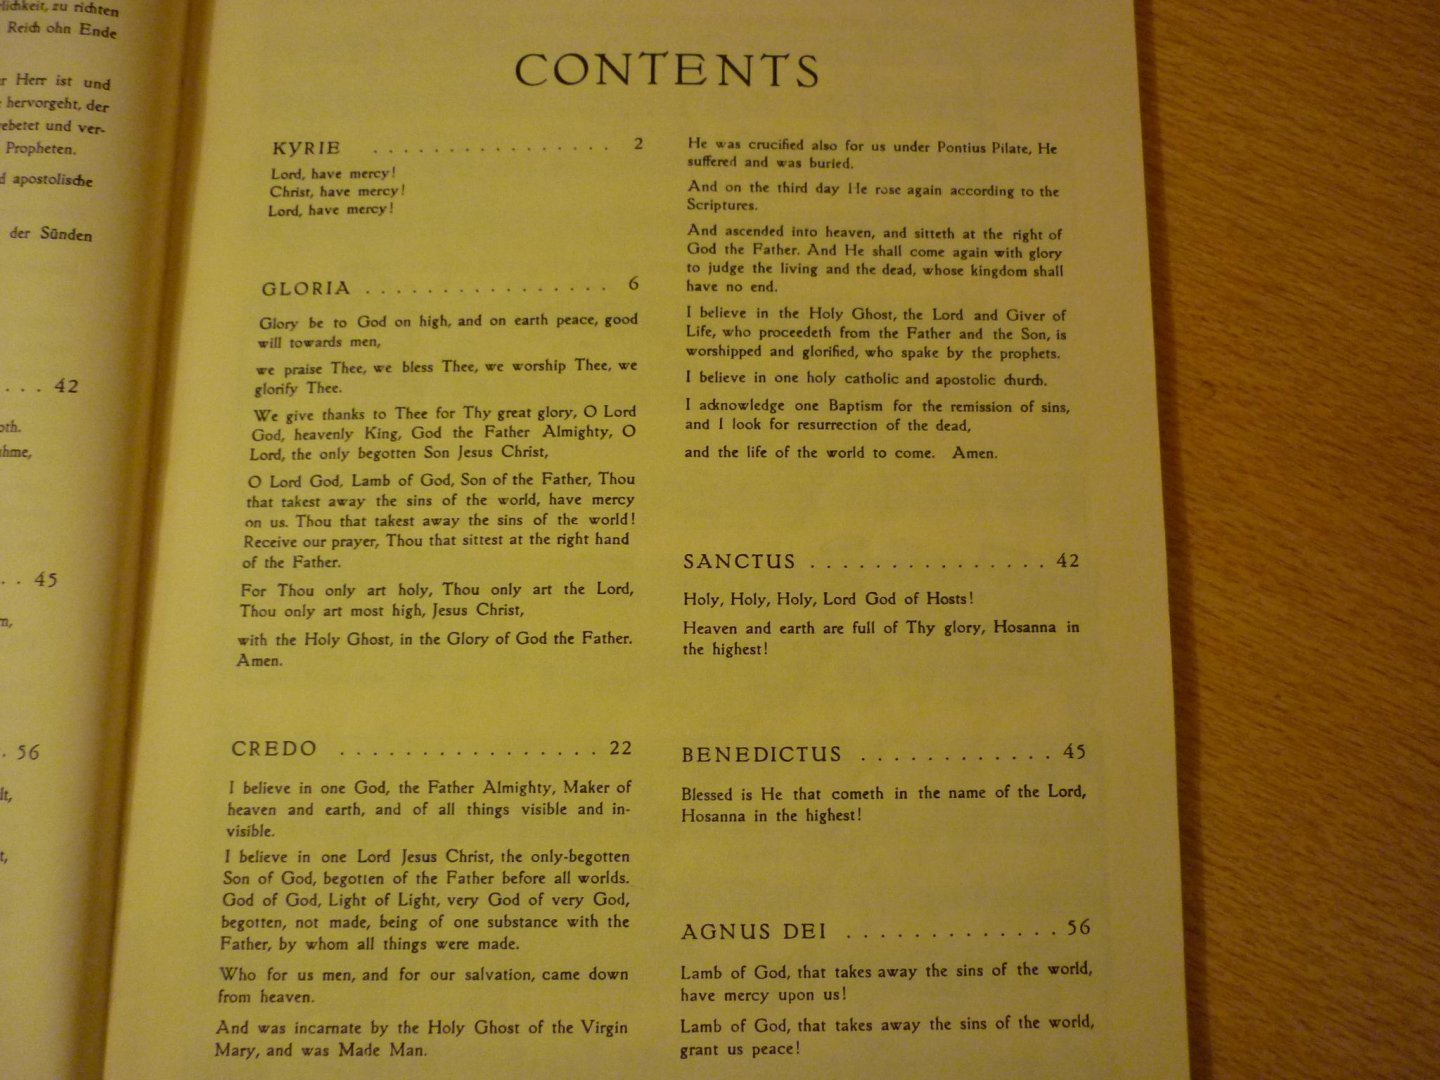 lichkeit, zu richten
Reich ohn Ende
Herr ist und
hervorgeht, der
ebetet und ver-
Propheten.
apostolische
der Sünden
. . . 42
oth.
hme,
. . 45
. 56
CONTENTS
KYRIE . . . . . . . . . . . . . . . 2
Lord, have mercy!
Christ, have mercy!
Lord, have mercy!
GLORIA . . . . . . . . . . . . . . . 6
Glory be to God on high, and on earth peace, good
will towards men,
we praise Thee, we bless Thee, we worship Thee, we
glorify Thee.
We give thanks to Thee for Thy great glory, O Lord
God, heavenly King, God the Father Almighty, O
Lord, the only begotten Son Jesus Christ,
O Lord God, Lamb of God, Son of the Father, Thou
that takest away the sins of the world, have mercy
on us. Thou that takest away the sins of the world!
Receive our prayer, Thou that sittest at the right hand
of the Father.
For Thou only art holy, Thou only art the Lord,
Thou only art most high, Jesus Christ,
with the Holy Ghost, in the Glory of God the Father.
Amen.
CREDO . . . . . . . . . . . . . . . . 22
I believe in one God, the Father Almighty, Maker of
heaven and earth, and of all things visible and in-
visible.
I believe in one Lord Jesus Christ, the only-begotten
Son of God, begotten of the Father before all worlds.
God of God, Light of Light, very God of very God,
begotten, not made, being of one substance with the
Father, by whom all things were made.
Who for us men, and for our salvation, came down
from heaven.
And was incarnate by the Holy Ghost of the Virgin
Mary, and was Made Man.
He was crucified also for us under Pontius Pilate, He
suffered and was buried.
And on the third day He rose again according to the
Scriptures.
And ascended into heaven, and sitteth at the right of
God the Father. And He shall come again with glory
to judge the living and the dead, whose kingdom shall
have no end.
I believe in the Holy Ghost, the Lord and Giver of
Life, who proceedeth from the Father and the Son, is
worshipped and glorified, who spake by the prophets.
I believe in one holy catholic and apostolic church.
I acknowledge one Baptism for the remission of sins,
and I look for resurrection of the dead,
and the life of the world to come. Amen.
SANCTUS . . . . . . . . . . . . . . . 42
Holy, Holy, Holy, Lord God of Hosts!
Heaven and earth are full of Thy glory, Hosanna in
the highest!
BENEDICTUS . . . . . . . . . . . . 45
Blessed is He that cometh in the name of the Lord,
Hosanna in the highest!
AGNUS DEI . . . . . . . . . . . . . 56
Lamb of God, that takes away the sins of the world,
have mercy upon us!
Lamb of God, that takes away the sins of the world,
grant us peace!